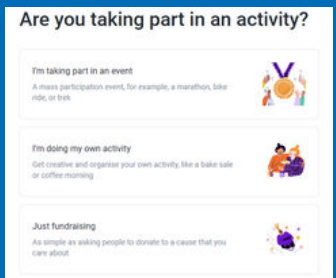 Are you taking part in an activity?
I'm taking part in an event
A mass participation event, for example, a marathon, bike
ride, or trek
I'm doing my own activity
Get creative and organise your own activity, like a bake sale
or coffee morning
Just fundraising
As simple as asking people to donate to a cause that you
care about